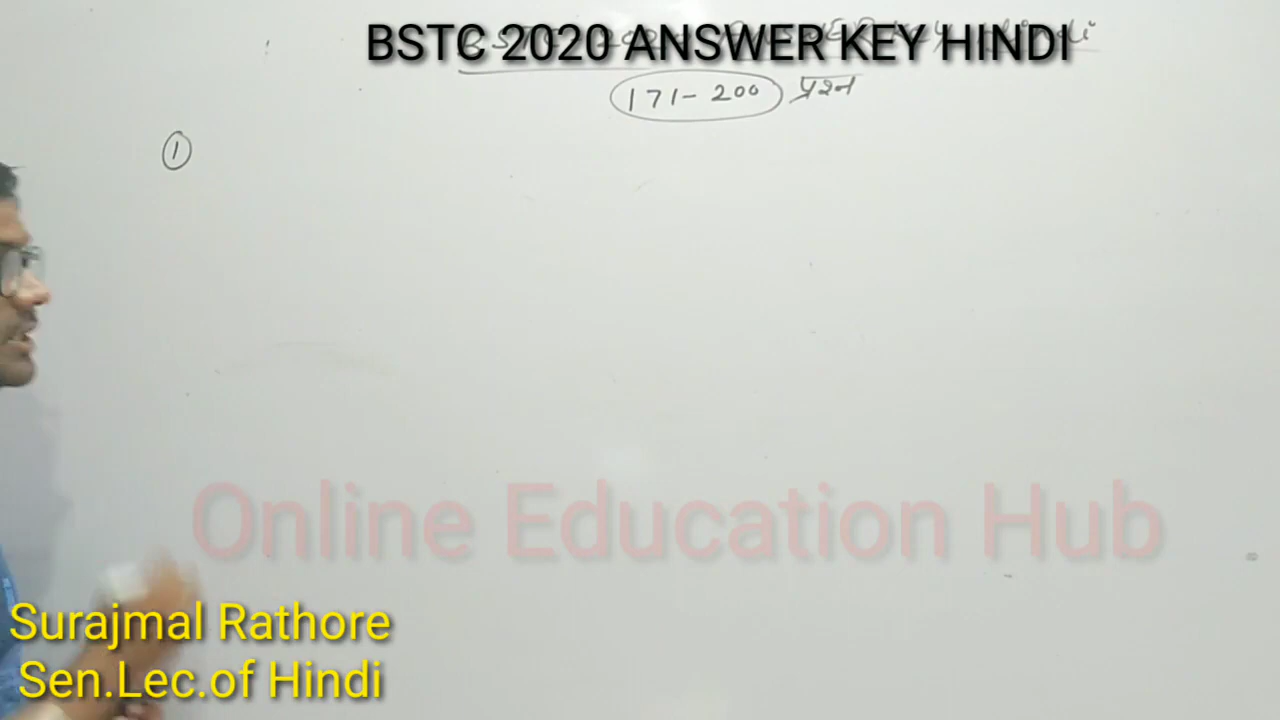 BSTC 2020 ANSWER KEY HINDI
171-200 प्रश्न
①
Online Education Hub
Surajmal Rathore
Sen.Lec.of Hindi